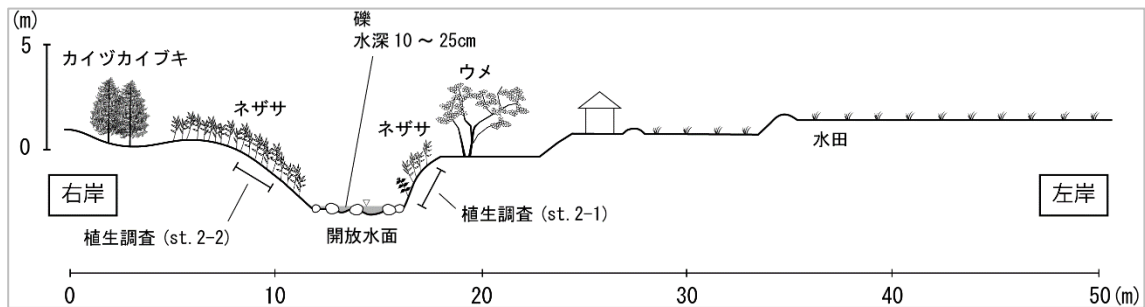 (m)
5
0
カイヅカイブキ
ネザサ
礫
水深 10 ～ 25cm
ウメ
ネザサ
水田
右岸
左岸
植生調査 (st. 2-2)
開放水面
植生調査 (st. 2-1)
0 10 20 30 40 50 (m)